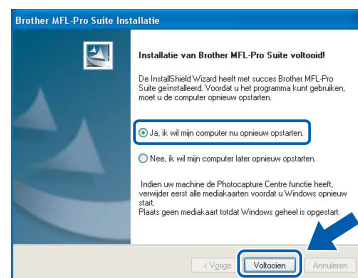 Brother MFL-Pro Suite Installatie
Installatie van Brother MFL-Pro Suite voltooid!
De InstallShield Wizard heeft met succes Brother MFL-Pro
Suite geïnstalleerd. Voordat u het programma kunt gebruiken,
moet u de computer opnieuw opstarten.
Ja, ik wil mijn computer nu opnieuw opstarten.
Nee, ik wil mijn computer later opnieuw opstarten.
Indien uw machine de Photocapture Centre functie heeft,
verwijder eerst alle mediakaarten voordat u Windows opnieuw
start.
Plaats geen mediakaart totdat Windows geheel is opgestart.
< Vorige Voltooien Annuleren